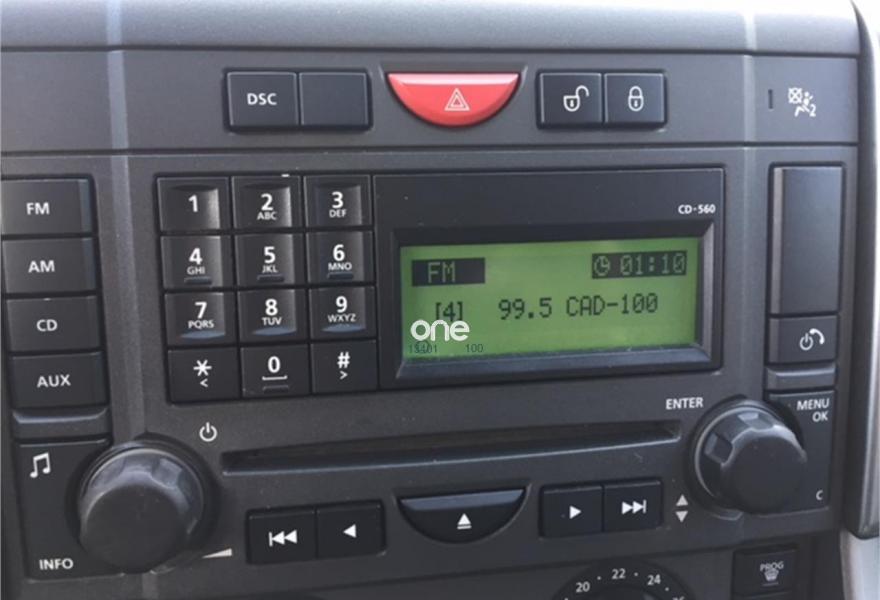 DSC
2
FM
AM
CD
AUX
INFO
1
2 ABC
3 DEF
4 GHI
5 JKL
6 MNO
7 PQRS
8 TUV
9 WXYZ
* <
0
# >
CD-560
FM 01:10
[4] 99.5 CAD-100
one
100
ENTER
MENU
OK
C
PROG
20 · 22 · 24